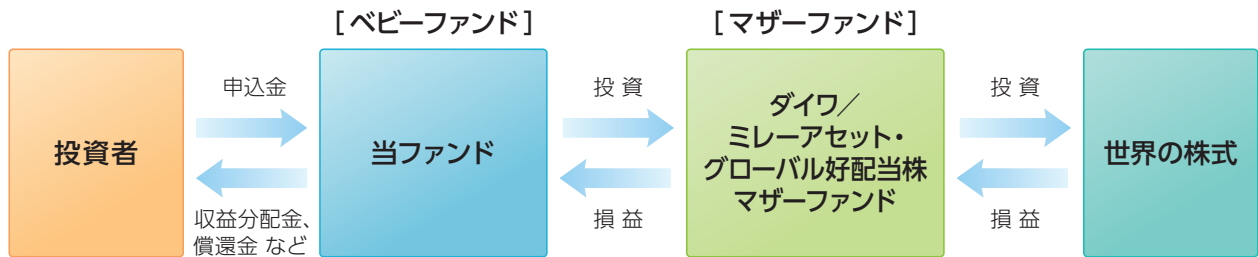 [ベビーファンド]
[マザーファンド]
投資者
申込金
収益分配金、
償還金 など
当ファンド
投 資
損 益
ダイワ／
ミレーアセット・
グローバル好配当株
マザーファンド
投 資
損 益
世界の株式